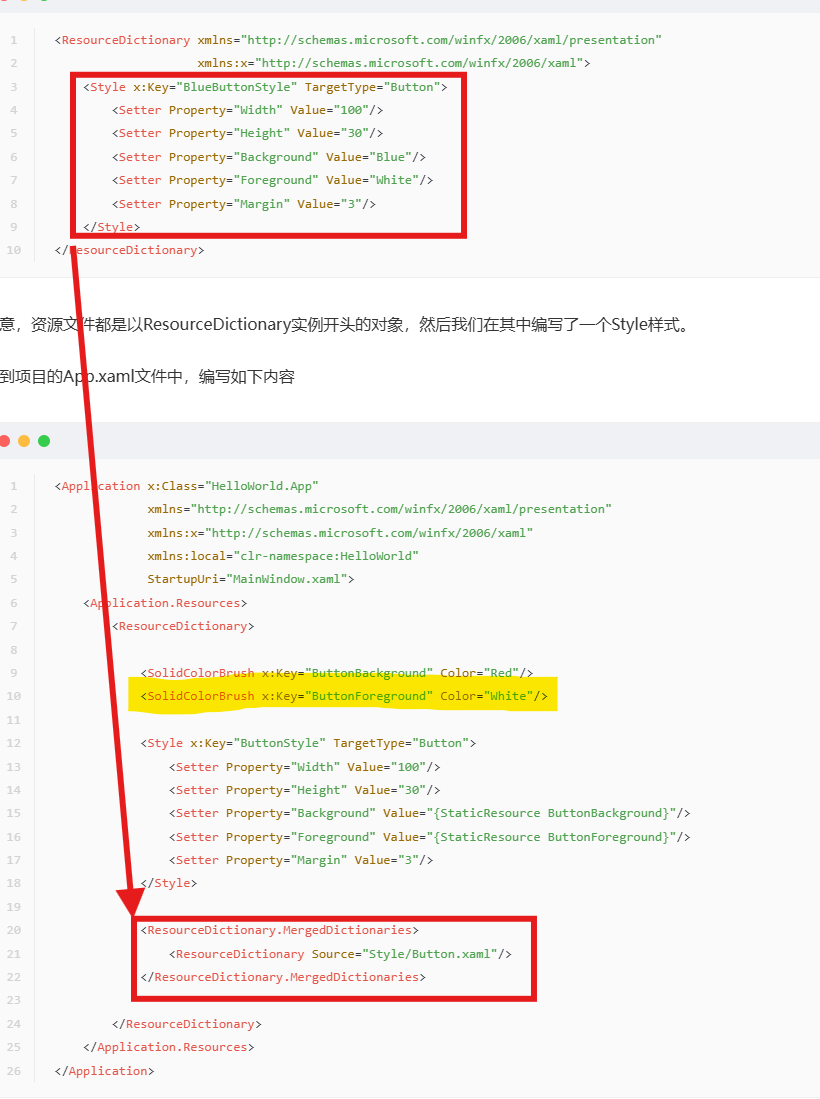 1 <ResourceDictionary xmlns="http://schemas.microsoft.com/winfx/2006/xaml/presentation"
2 xmlns:x="http://schemas.microsoft.com/winfx/2006/xaml">
3 <Style x:Key="BlueButtonStyle" TargetType="Button">
4 <Setter Property="Width" Value="100"/>
5 <Setter Property="Height" Value="30"/>
6 <Setter Property="Background" Value="Blue"/>
7 <Setter Property="Foreground" Value="White"/>
8 <Setter Property="Margin" Value="3"/>
9 </Style>
10 </ResourceDictionary>
意，资源文件都是以ResourceDictionary实例开头的对象，然后我们在其中编写了一个Style样式。
到项目的App.xaml文件中，编写如下内容
1 <Application x:Class="HelloWorld.App"
2 xmlns="http://schemas.microsoft.com/winfx/2006/xaml/presentation"
3 xmlns:x="http://schemas.microsoft.com/winfx/2006/xaml"
4 xmlns:local="clr-namespace:HelloWorld"
5 StartupUri="MainWindow.xaml">
6 <Application.Resources>
7 <ResourceDictionary>
8
9 <SolidColorBrush x:Key="ButtonBackground" Color="Red"/>
10 <SolidColorBrush x:Key="ButtonForeground" Color="White"/>
11
12 <Style x:Key="ButtonStyle" TargetType="Button">
13 <Setter Property="Width" Value="100"/>
14 <Setter Property="Height" Value="30"/>
15 <Setter Property="Background" Value="{StaticResource ButtonBackground}"/>
16 <Setter Property="Foreground" Value="{StaticResource ButtonForeground}"/>
17 <Setter Property="Margin" Value="3"/>
18 </Style>
19
20 <ResourceDictionary.MergedDictionaries>
21 <ResourceDictionary Source="Style/Button.xaml"/>
22 </ResourceDictionary.MergedDictionaries>
23
24 </ResourceDictionary>
25 </Application.Resources>
26 </Application>